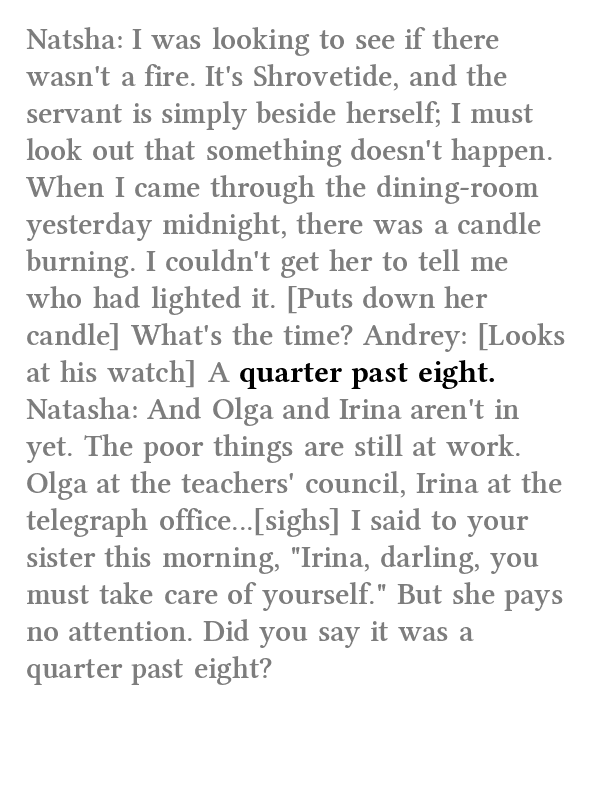 Natsha: I was looking to see if there
wasn't a fire. It's Shrovetide, and the
servant is simply beside herself; I must
look out that something doesn't happen.
When I came through the dining-room
yesterday midnight, there was a candle
burning. I couldn't get her to tell me
who had lighted it. [Puts down her
candle] What's the time? Andrey: [Looks
at his watch] A quarter past eight.
Natasha: And Olga and Irina aren't in
yet. The poor things are still at work.
Olga at the teachers' council, Irina at the
telegraph office...[sighs] I said to your
sister this morning, "Irina, darling, you
must take care of yourself." But she pays
no attention. Did you say it was a
quarter past eight?